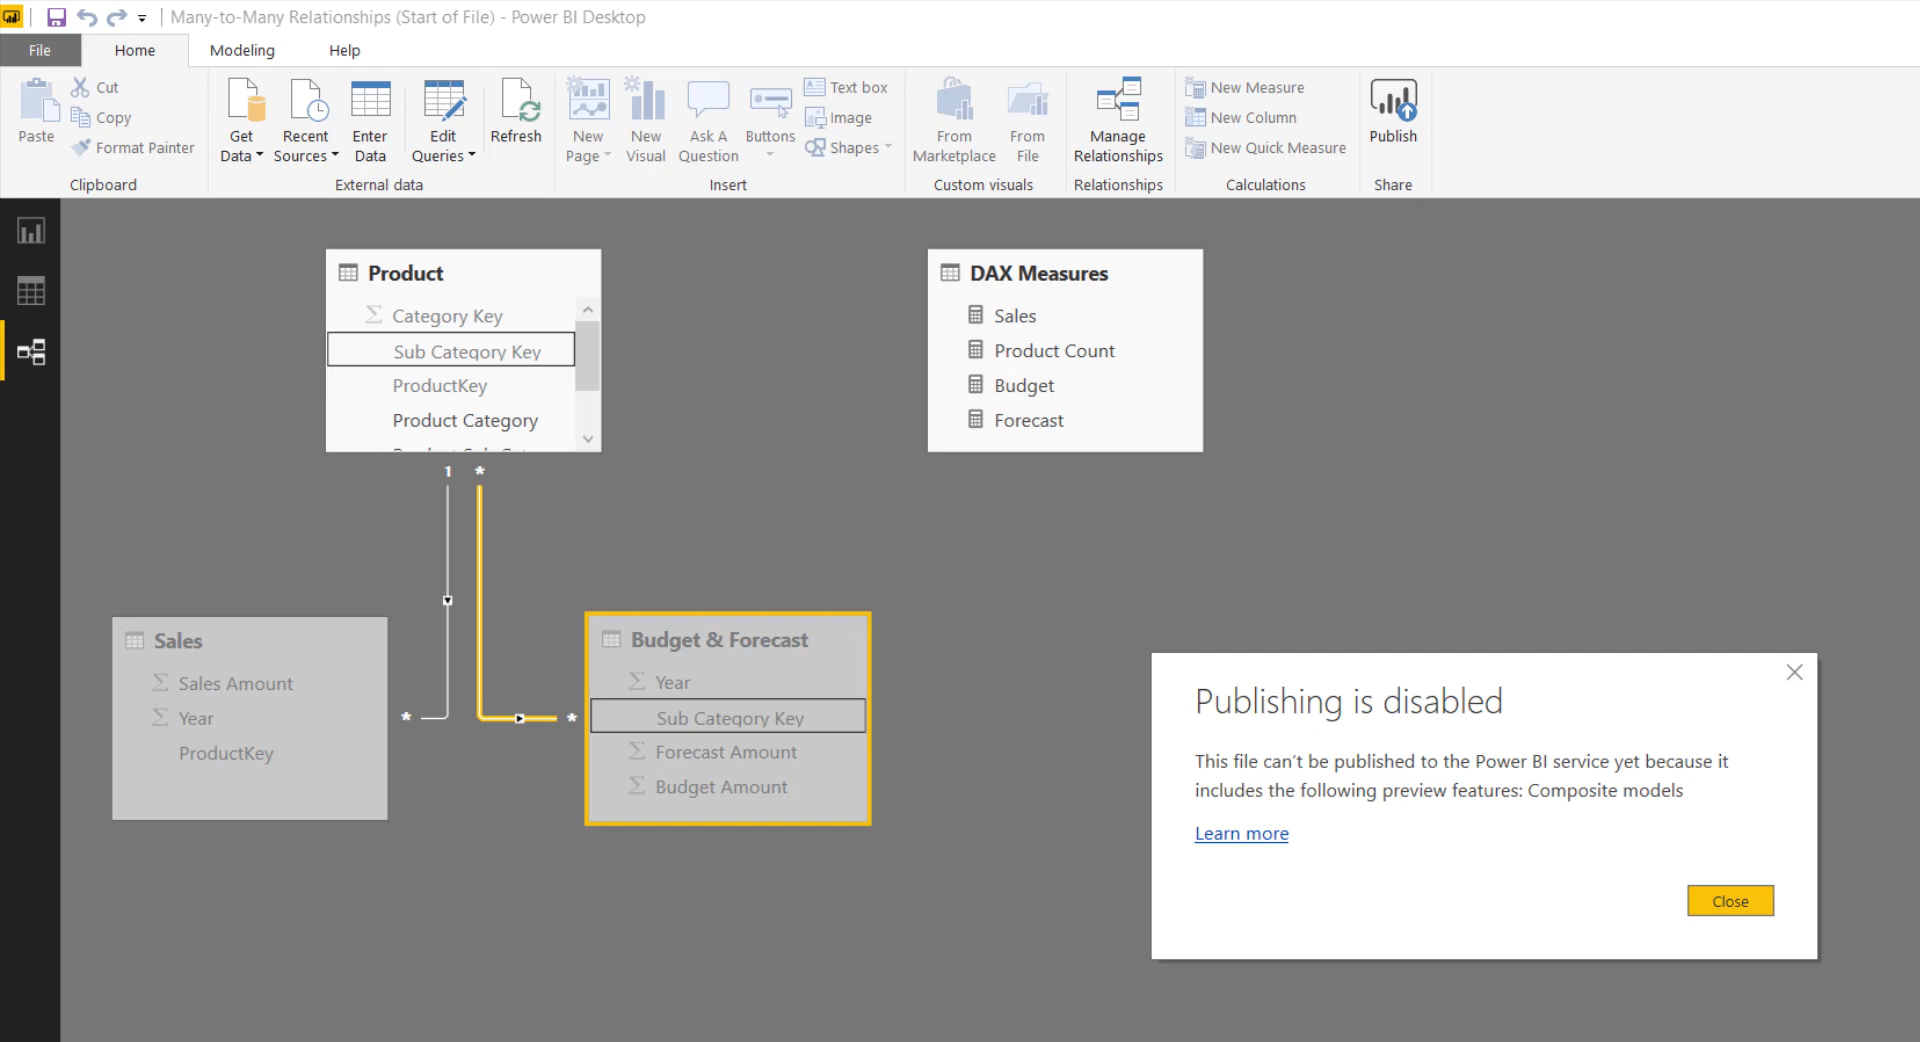 Many-to-Many Relationships (Start of File) - Power BI Desktop
File
Home
Modeling
Help
Paste
Cut
Copy
Format Painter
Clipboard
Get Data
Recent Sources
Enter Data
Edit Queries
Refresh
External data
New Page
New Visual
Ask A Question
Buttons
Text box
Image
Shapes
Insert
From Marketplace
From File
Custom visuals
Manage Relationships
Relationships
New Measure
New Column
New Quick Measure
Calculations
Publish
Share
Product
Σ Category Key
Sub Category Key
ProductKey
Product Category
DAX Measures
Sales
Product Count
Budget
Forecast
1 *
Sales
Σ Sales Amount
Σ Year
ProductKey
*
*
Budget & Forecast
Σ Year
Sub Category Key
Σ Forecast Amount
Σ Budget Amount
Publishing is disabled
This file can't be published to the Power BI service yet because it
includes the following preview features: Composite models
Learn more
Close